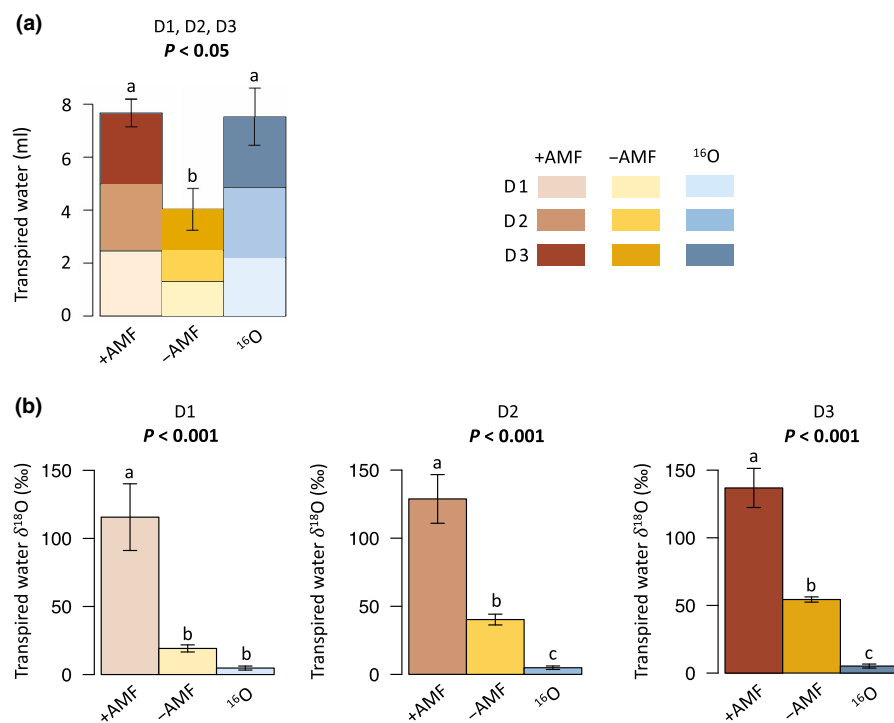 (a)
D1, D2, D3
P < 0.05
a
a
b
Transpired water (ml)
8
6
4
2
0
+AMF
−AMF
¹⁶O
+AMF −AMF ¹⁶O
D1
D2
D3
(b)
D1
P < 0.001
Transpired water δ¹⁸O (‰)
150
100
50
0
a
b
b
+AMF
−AMF
¹⁶O
D2
P < 0.001
Transpired water δ¹⁸O (‰)
150
100
50
0
a
b
c
+AMF
−AMF
¹⁶O
D3
P < 0.001
Transpired water δ¹⁸O (‰)
150
100
50
0
a
b
c
+AMF
−AMF
¹⁶O